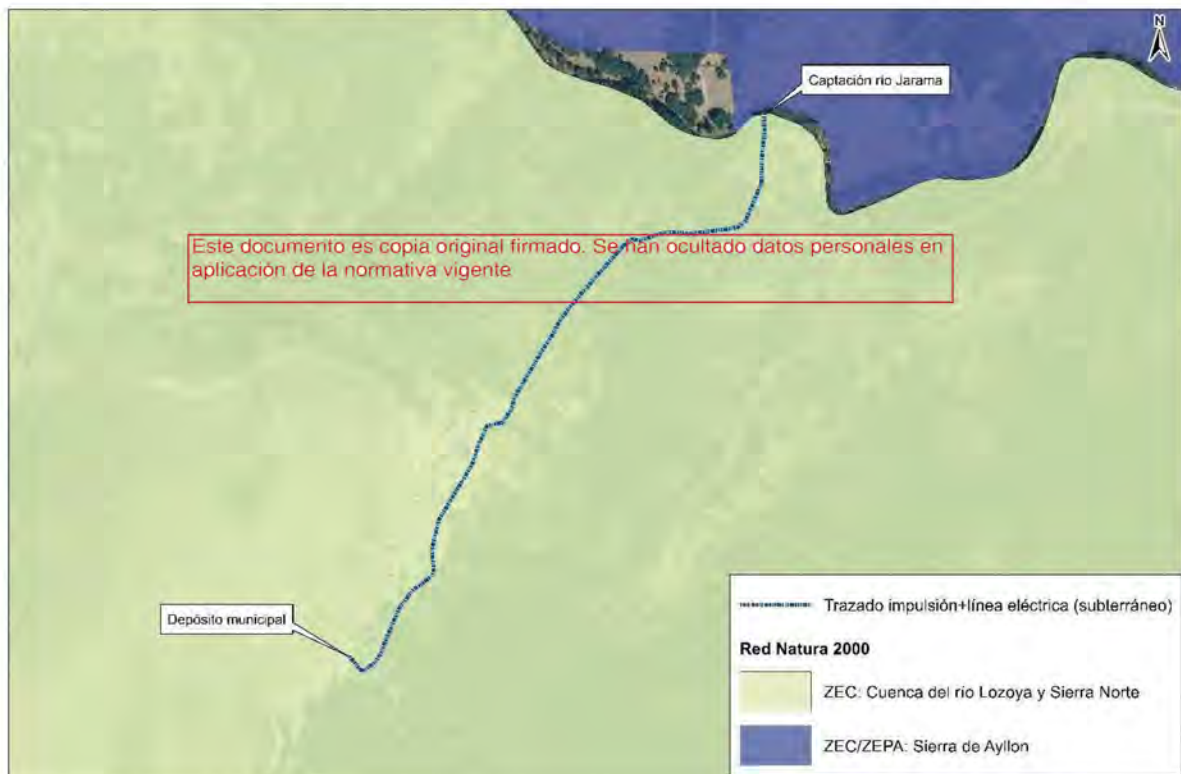 N
Captación río Jarama
Este documento es copia original firmado. Se han ocultado datos personales en
aplicación de la normativa vigente
Depósito municipal
Trazado impulsión+línea eléctrica (subterráneo)
Red Natura 2000
ZEC: Cuenca del río Lozoya y Sierra Norte
ZEC/ZEPA: Sierra de Ayllon